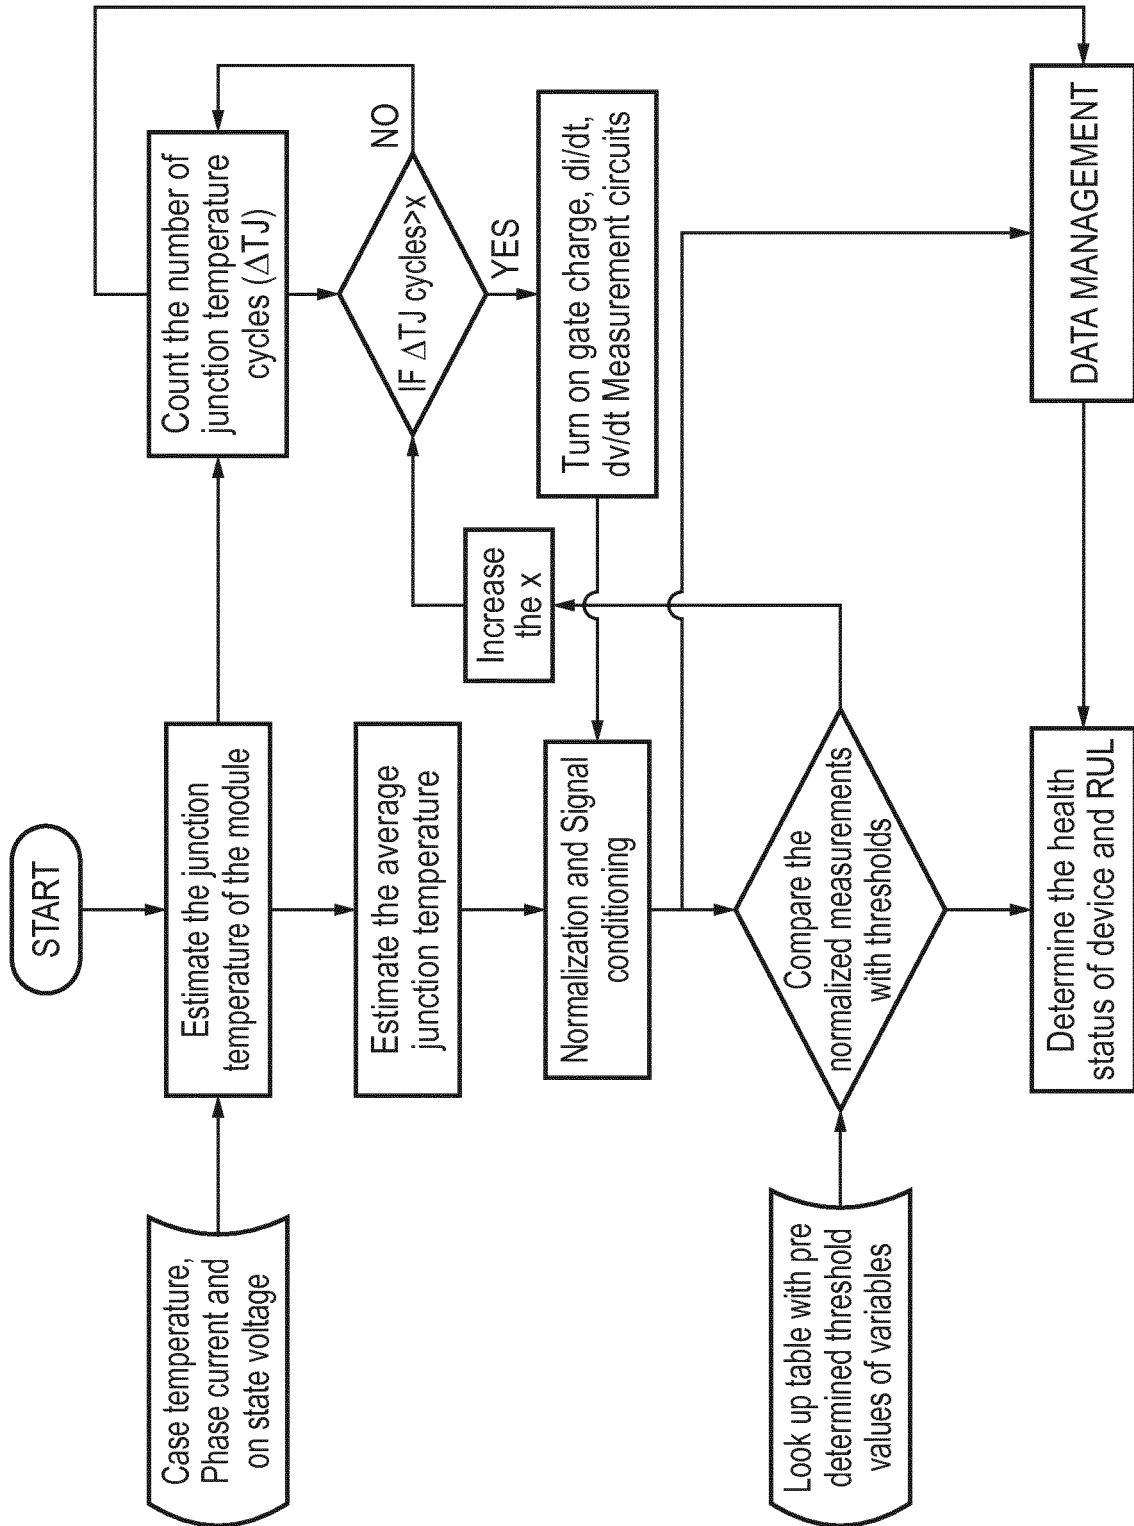 START
Case temperature,
Phase current and
on state voltage
Estimate the junction
temperature of the module
Count the number of
junction temperature
cycles (ΔTJ)
Estimate the average
junction temperature
IF ΔTJ cycles>x
NO
YES
Increase
the x
Turn on gate charge, di/dt,
dv/dt Measurement circuits
Normalization and Signal
conditioning
Look up table with pre
determined threshold
values of variables
Compare the
normalized measurements
with thresholds
Determine the health
status of device and RUL
DATA MANAGEMENT